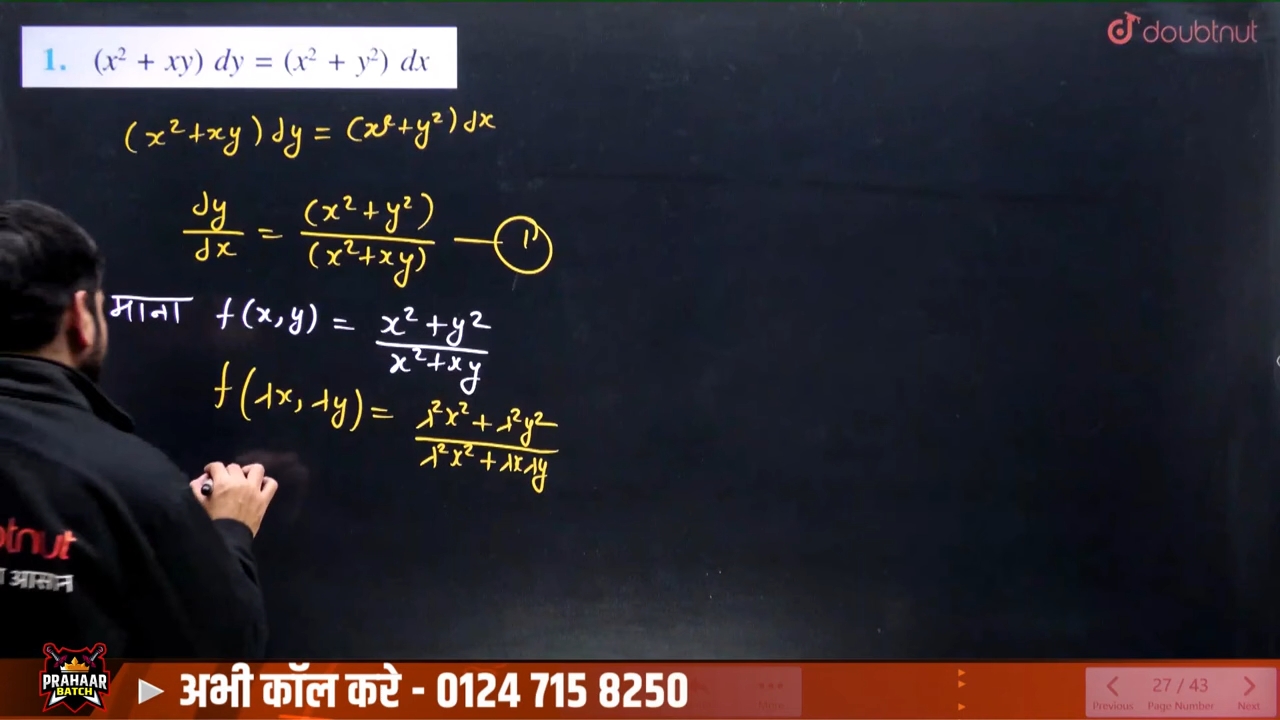 doubtnut
1. (x² + xy) dy = (x² + y²) dx
(x²+xy) dy = (x²+y²) dx
dy/dx = (x²+y²)/(x²+xy) — 1
माना f(x,y) = x²+y²/x²+xy
f(λx, λy) = λ²x² + λ²y²/λ²x² + λxλy
btnut
आसान
PRAHAAR
BATCH
अभी कॉल करे - 0124 715 8250
27 / 43
Previous Page Number Next